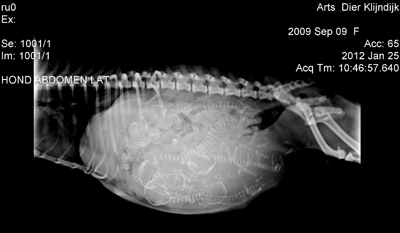 ru0
Arts Dier Klijndijk
Ex:
2009 Sep 09 F
Se: 1001/1
Acc: 65
Im: 1001/1
2012 Jan 25
Acq Tm: 10:46:57.640
HOND ABDOMEN LAT